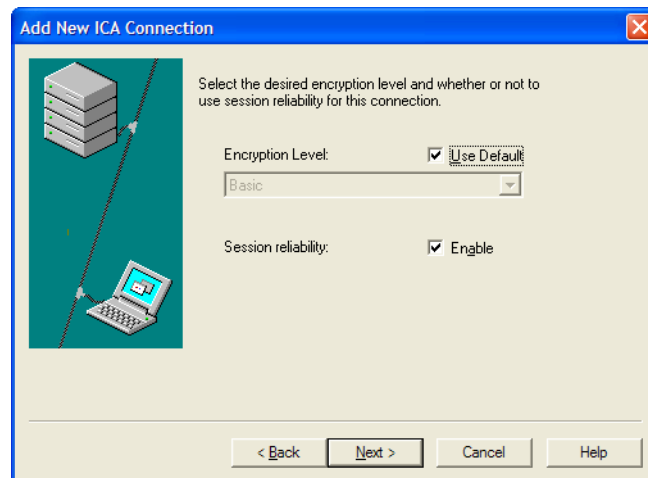 Add New ICA Connection
Select the desired encryption level and whether or not to
use session reliability for this connection.
Encryption Level: Use Default
Basic
Session reliability: Enable
< Back Next > Cancel Help